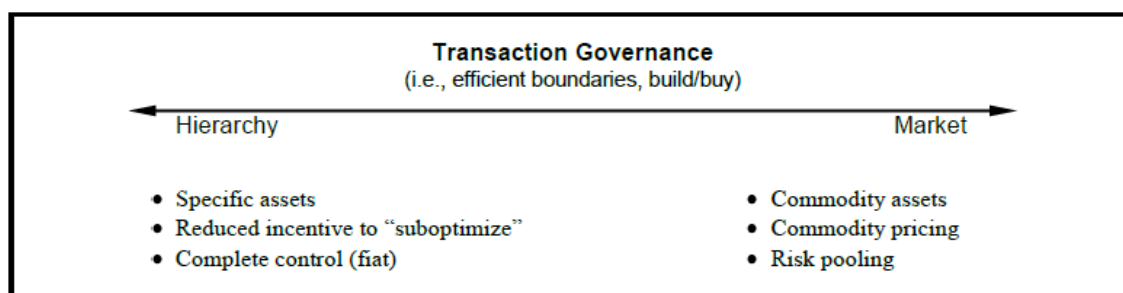 Transaction Governance
(i.e., efficient boundaries, build/buy)
Hierarchy Market
• Specific assets
• Reduced incentive to “suboptimize”
• Complete control (fiat)
• Commodity assets
• Commodity pricing
• Risk pooling